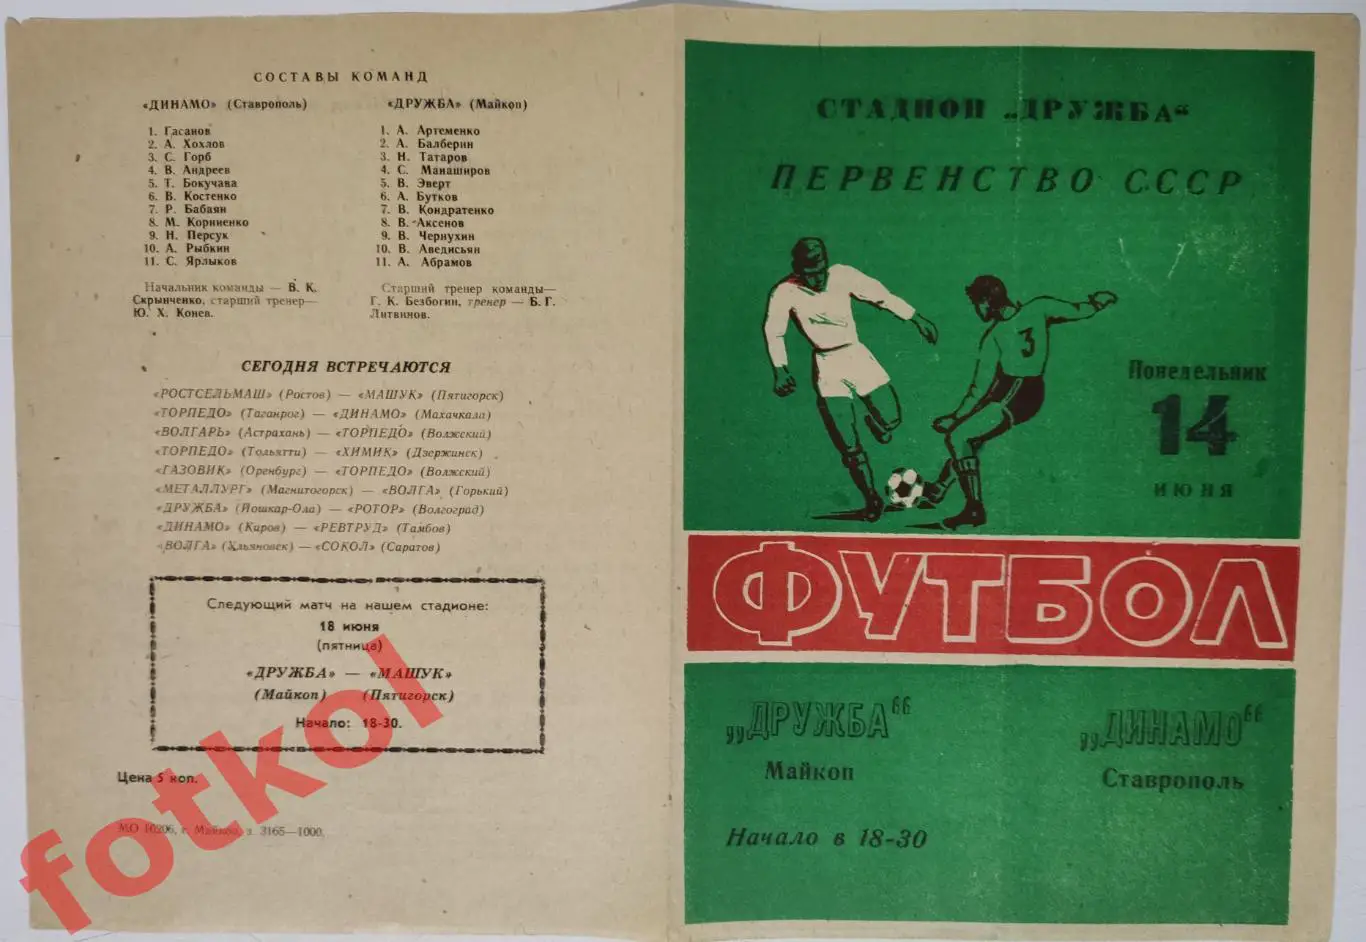 СОСТАВЫ КОМАНД
«ДИНАМО» (Ставрополь)
1. Гасанов
2. А. Хохлов
3. С. Горб
4. В. Андреев
5. Т. Бокучава
6. В. Костенко
7. Р. Бабаян
8. М. Корниенко
9. Н. Персук
10. А. Рыбкин
11. С. Ярлыков
Начальник команды — В. К.
Скрынченко, старший тренер—
Ю. Х. Конев.
«ДРУЖБА» (Майкоп)
1. А. Артеменко
2. А. Балберин
3. Н. Татаров
4. С. Манаширов
5. В. Эверт
6. А. Бутков
7. В. Кондратенко
8. В. Аксенов
9. В. Чернухин
10. В. Аведисьян
11. А. Абрамов
Старший тренер команды—
Г. К. Безбогин, тренер — Б. Г.
Литвинов.
СЕГОДНЯ ВСТРЕЧАЮТСЯ
«РОСТСЕЛЬМАШ» (Ростов) — «МАШУК» (Пятигорск)
«ТОРПЕДО» (Таганрог) — «ДИНАМО» (Махачкала)
«ВОЛГАРЬ» (Астрахань) — «ТОРПЕДО» (Волжский)
«ТОРПЕДО» (Тольятти) — «ХИМИК» (Дзержинск)
«ГАЗОВИК» (Оренбург) — «ТОРПЕДО» (Волжский)
«МЕТАЛЛУРГ» (Магнитогорск) — «ВОЛГА» (Горький)
«ДРУЖБА» (Йошкар-Ола) — «РОТОР» (Волгоград)
«ДИНАМО» (Киров) — «РЕВТРУД» (Тамбов)
«ВОЛГА» (Ульяновск) — «СОКОЛ» (Саратов)
Следующий матч на нашем стадионе:
18 июня
(пятница)
«ДРУЖБА» — «МАШУК»
(Майкоп) (Пятигорск)
Начало: 18-30.
Цена 5 коп.
МО 10206, г. Майкоп, з. 3165—1000.
fotkol
СТАДИОН „ДРУЖБА“
ПЕРВЕНСТВО СССР
3
Понедельник
14
ИЮНЯ
ФУТБОЛ
„ДРУЖБА“
Майкоп
„ДИНАМО“
Ставрополь
Начало в 18-30